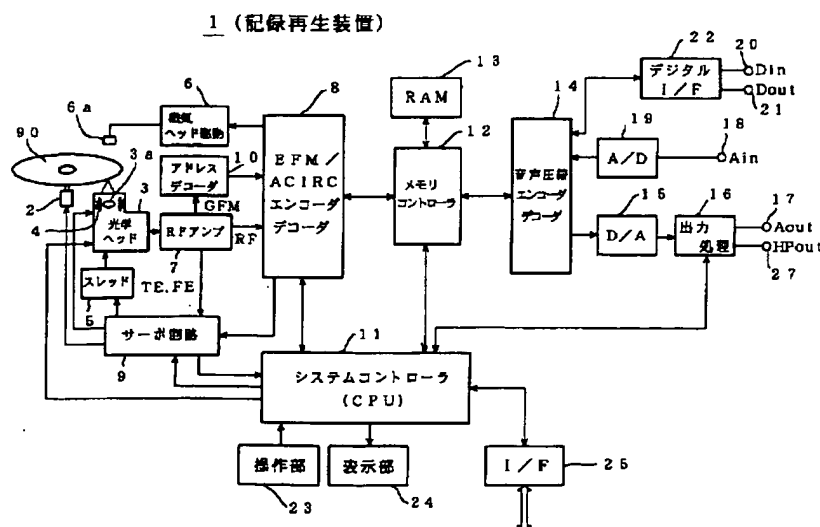 1 (記録再生装置)
22
20
デジタル
I/F
Din
Dout
21
13
RAM
8
6
6a
磁気
ヘッド駆動
14
12
19
18
A/D
Ain
90
3a
3
10
アドレス
デコーダ
EFM/
ACIRC
エンコーダ
デコーダ
メモリ
コントローラ
音声圧縮
エンコーダ
デコーダ
2
4
光学
ヘッド
GFM
RFアンプ
RF
7
15
D/A
16
出力
処理
17
Aout
HPout
27
スレッド
5
TE,FE
サーボ回路
9
11
システムコントローラ
(CPU)
操作部
23
表示部
24
I/F
25